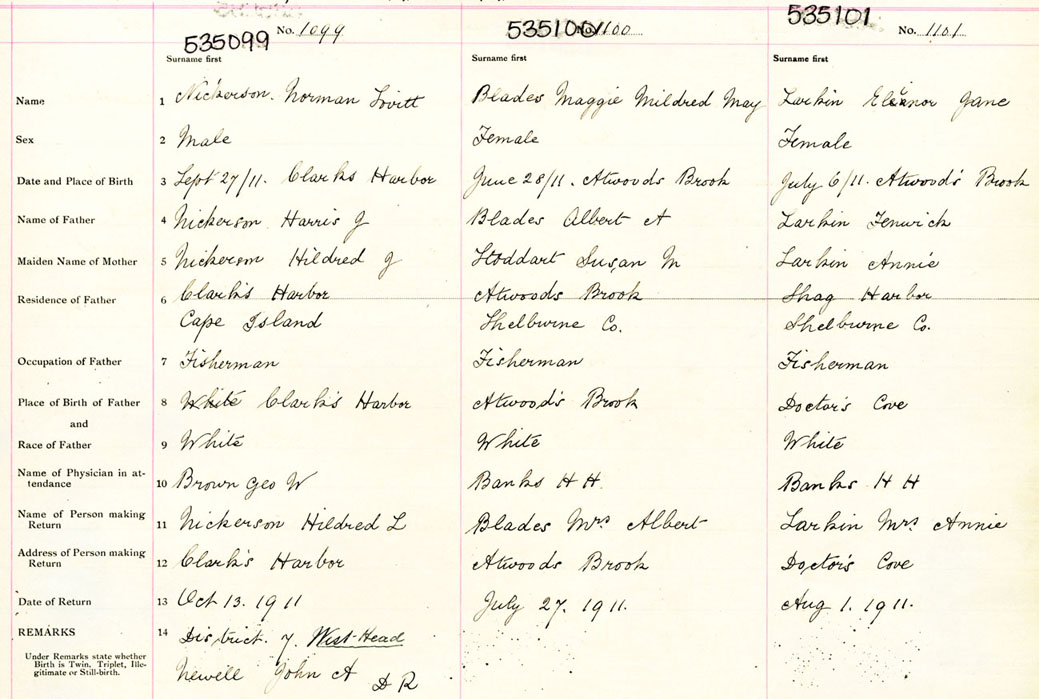 No. 1099 No. 1100 No. 1101
535099 535100 535101
Surname first Surname first Surname first
Name 1 Nickerson. Norman Lovitt Blades Maggie Mildred May Larkin Eleanor Jane
Sex 2 Male Female Female
Date and Place of Birth 3 Sept 27/11. Clarks Harbor June 28/11. Atwoods Brook July 6/11. Atwood's Brook
Name of Father 4 Nickerson Harris J Blades Albert A Larkin Fenwick
Maiden Name of Mother 5 Nickerson Hildred J Stoddart Susan M Larkin Annie
Residence of Father 6 Clark's Harbor Atwoods Brook Shag Harbor
Cape Island Shelburne Co. Shelburne Co.
Occupation of Father 7 Fisherman Fisherman Fisherman
Place of Birth of Father 8 White Clark's Harbor Atwood's Brook Doctor's Cove
and
Race of Father 9 White White White
Name of Physician in at-
tendance 10 Brown Geo W Banks H H. Banks H H
Name of Person making
Return 11 Nickerson Hildred L Blades Mrs Albert Larkin Mrs Annie
Address of Person making
Return 12 Clark's Harbor Atwoods Brook Doctor's Cove
Date of Return 13 Oct 13. 1911 July 27. 1911. Aug 1. 1911.
REMARKS 14 District. 7. West-Head
Under Remarks state whether
Birth is Twin, Triplet, Ille-
gitimate or Still-birth.
Newell John A D R